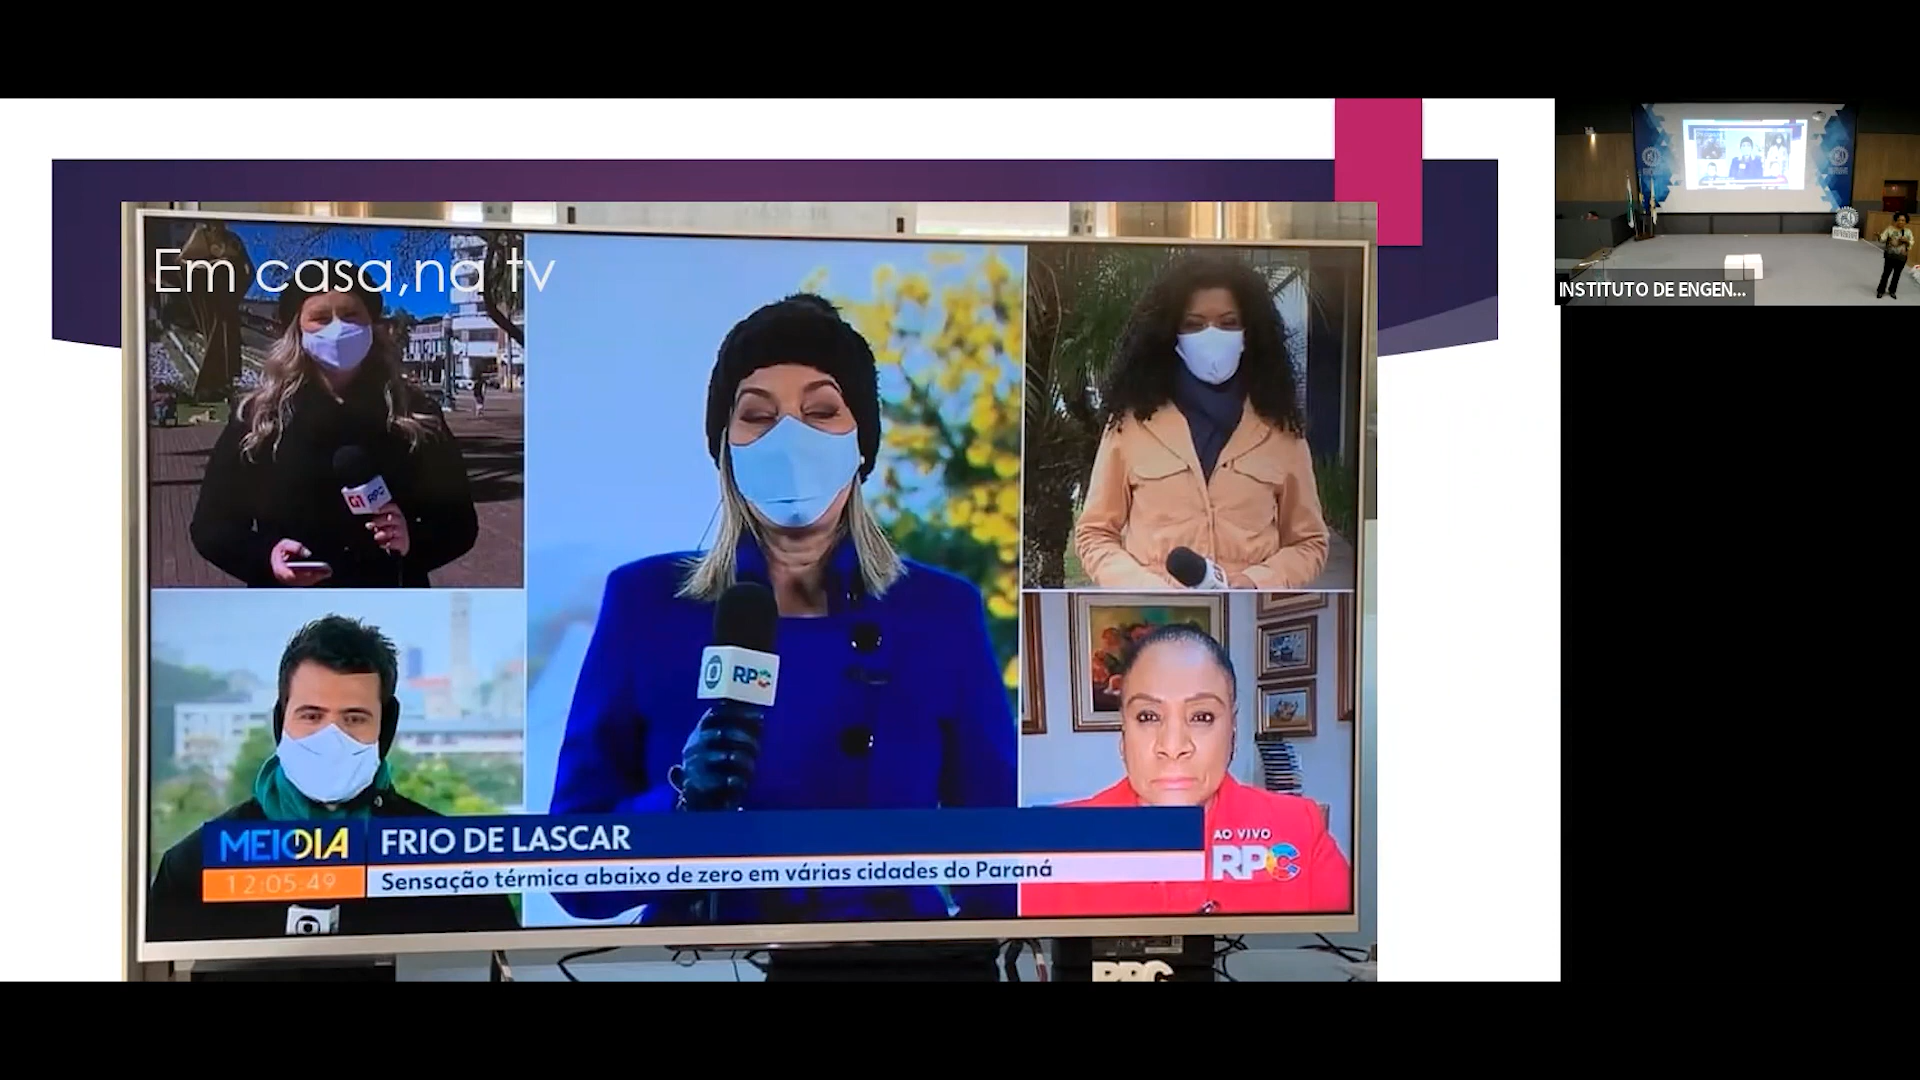 Em casa,na tv
G1 RPC
RPC
MEIODIA
FRIO DE LASCAR
12:05:49
Sensação térmica abaixo de zero em várias cidades do Paraná
AO VIVO
RPC
RPC
INSTITUTO DE ENGEN...